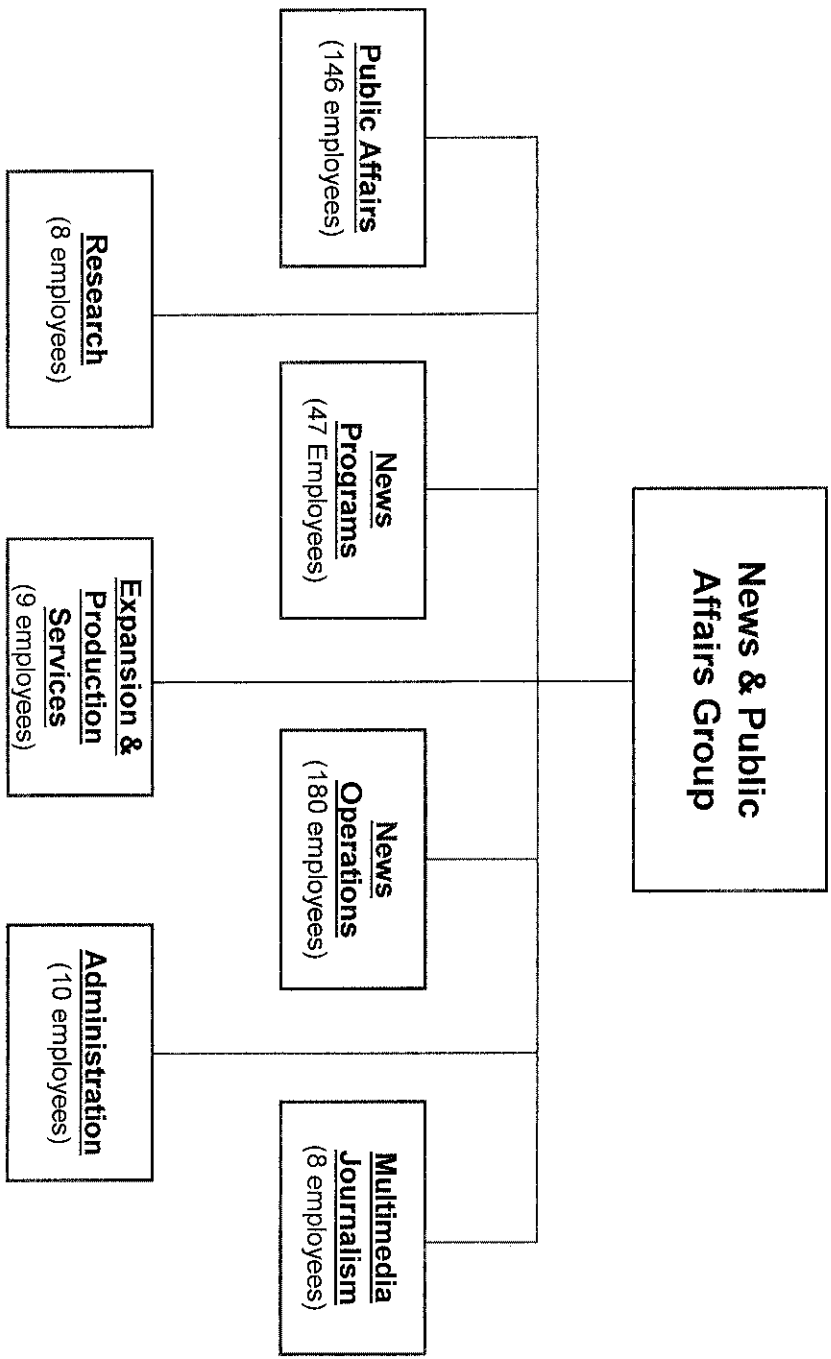 News & Public
Affairs Group
Public Affairs
(146 employees)
News
Programs
(47 Employees)
News
Operations
(180 employees)
Multimedia
Journalism
(8 employees)
Research
(8 employees)
Expansion &
Production
Services
(9 employees)
Administration
(10 employees)